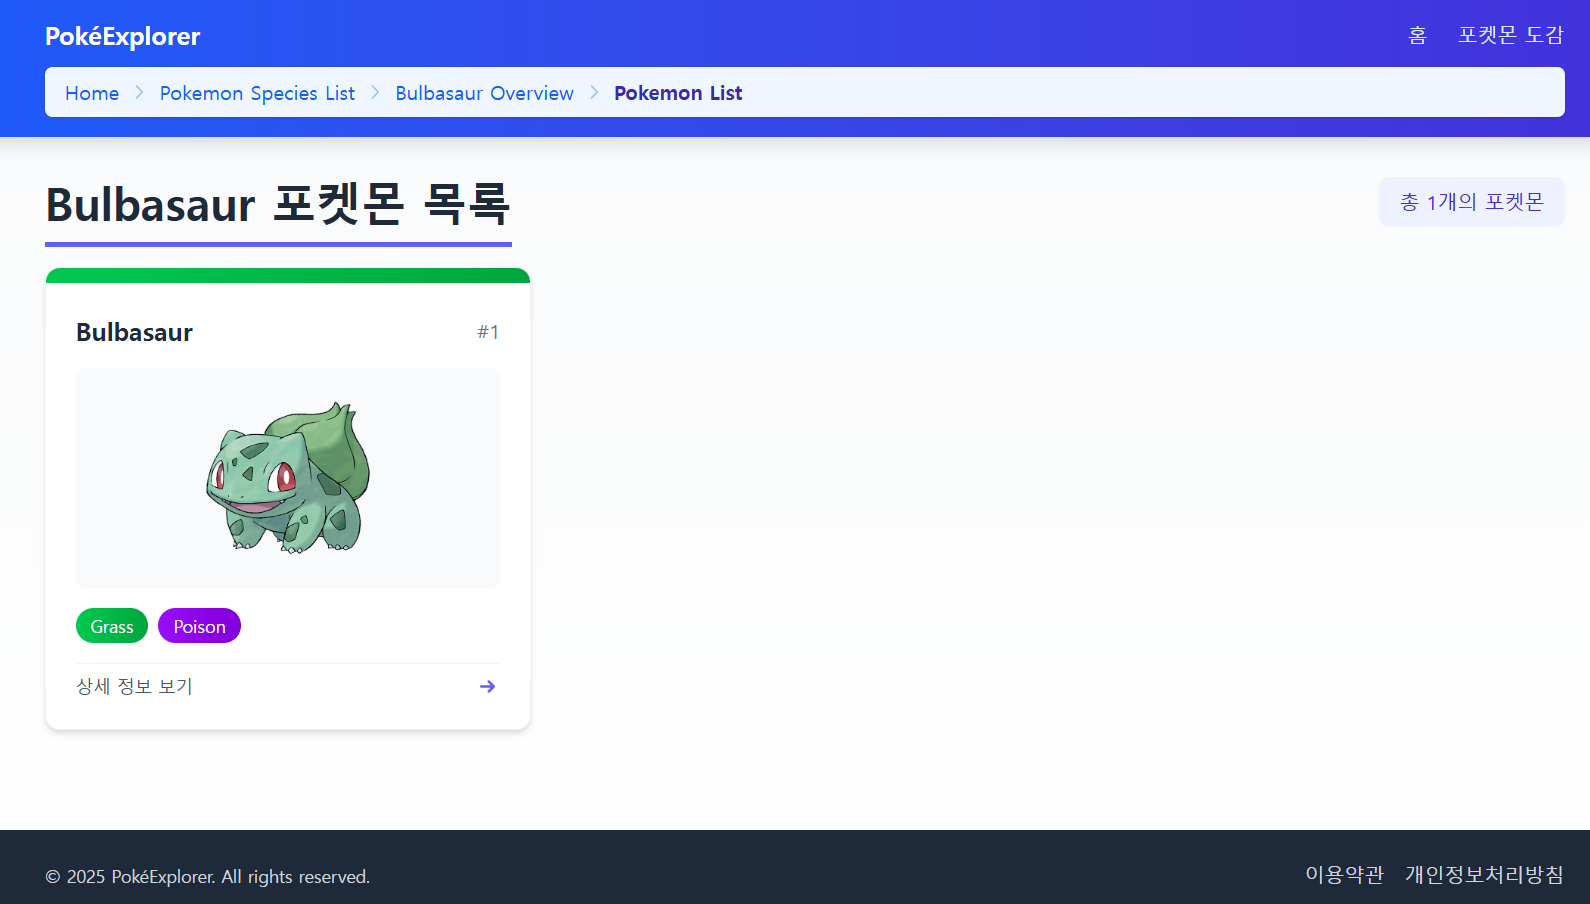 PokéExplorer
홈 포켓몬 도감
Home > Pokemon Species List > Bulbasaur Overview > Pokemon List
Bulbasaur 포켓몬 목록
총 1개의 포켓몬
Bulbasaur #1
Grass Poison
상세 정보 보기 →
© 2025 PokéExplorer. All rights reserved.
이용약관 개인정보처리방침